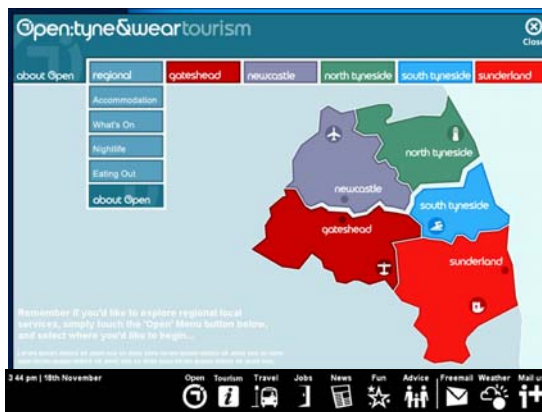 Open:tyne&weartourism
Close
about Open regional gateshead newcastle north tyneside south tyneside sunderland
Accommodation
What's On
Nightlife
Eating Out
about Open
north tyneside
newcastle
south tyneside
gateshead
sunderland
Remember if you'd like to explore regional local
services, simply touch the 'Open' Menu button below,
and select where you'd like to
begin...
3 44 pm | 18th November
Open Tourism Travel Jobs News Fun Advice Freemail Weather Mail u